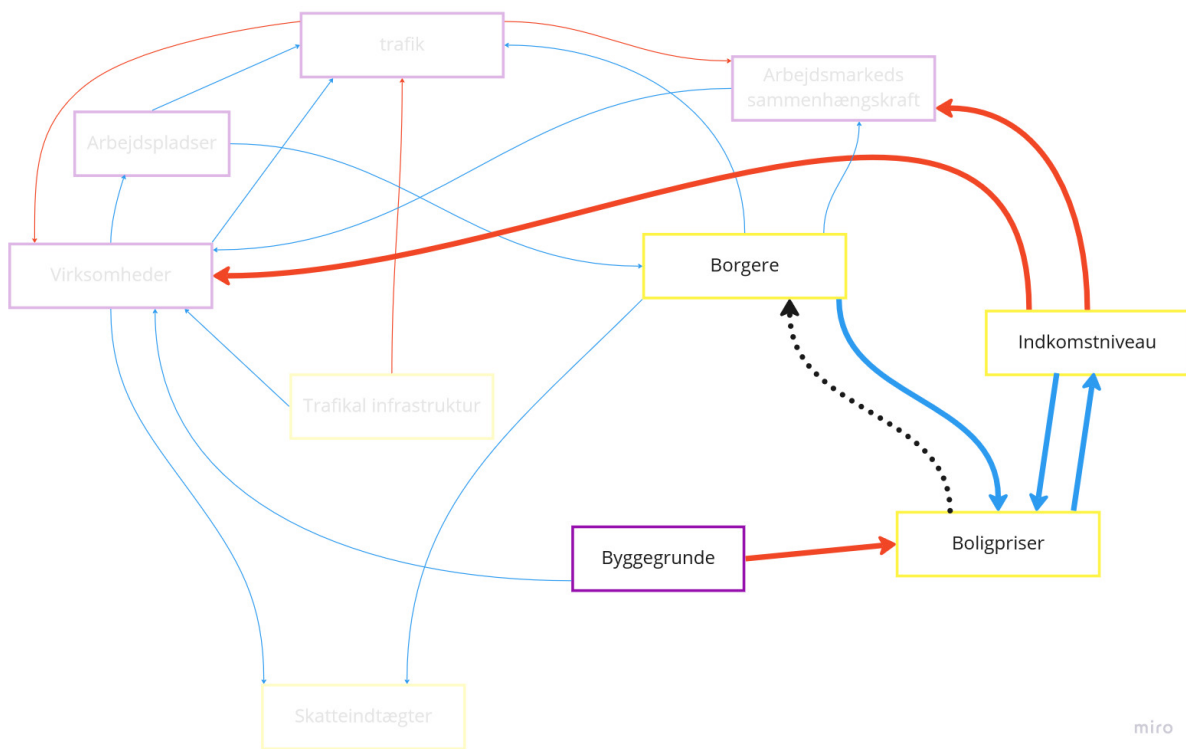 trafik
Arbejdsmarkeds
sammenhængskraft
Arbejdspladser
Virksomheder
Borgere
Indkomstniveau
Trafikal infrastruktur
Byggegrunde
Boligpriser
Skatteindtægter
miro